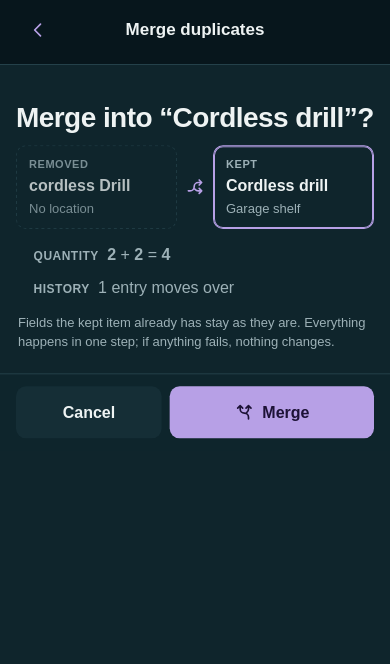 Merge duplicates
Merge into “Cordless drill”?
REMOVED
cordless Drill
No location
KEPT
Cordless drill
Garage shelf
QUANTITY 2 + 2 = 4
HISTORY 1 entry moves over
Fields the kept item already has stay as they are. Everything
happens in one step; if anything fails, nothing changes.
Cancel
Merge